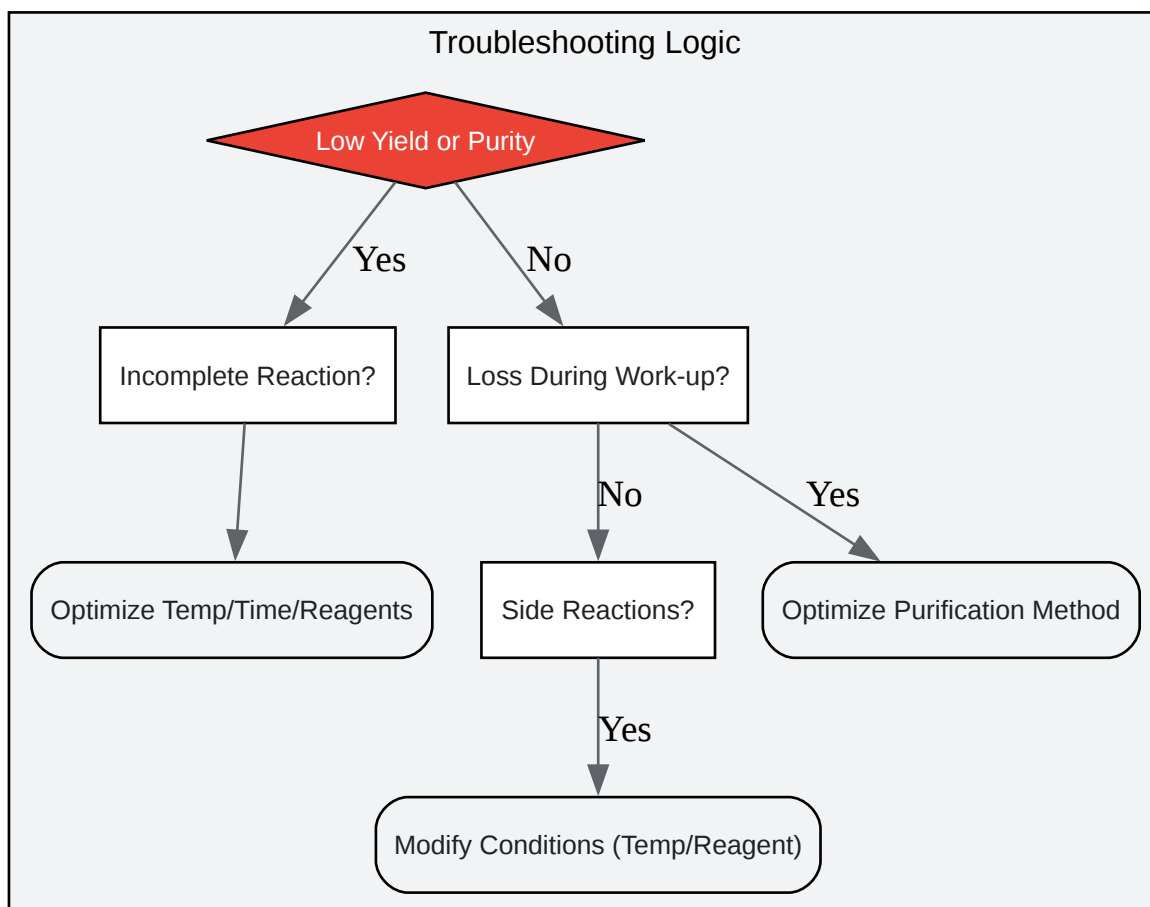 Troubleshooting Logic
Low Yield or Purity
Yes
No
Incomplete Reaction?
Loss During Work-up?
No
Yes
Optimize Temp/Time/Reagents
Side Reactions?
Optimize Purification Method
Yes
Modify Conditions (Temp/Reagent)